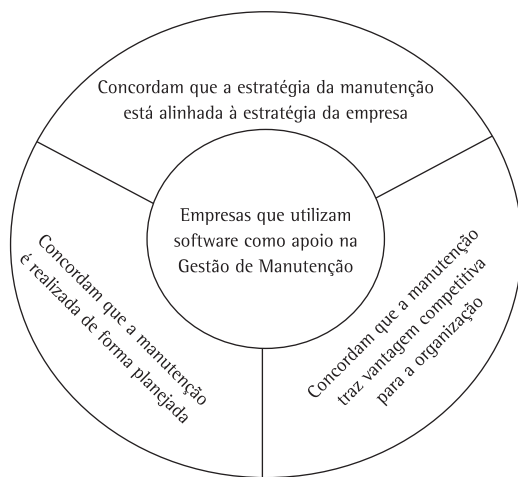 Concordam que a estratégia da manutenção
está alinhada à estratégia da empresa
Empresas que utilizam
software como apoio na
Gestão de Manutenção
Concordam que a manutenção
é realizada de forma planejada
Concordam que a manutenção
traz vantagem competitiva
para a organização